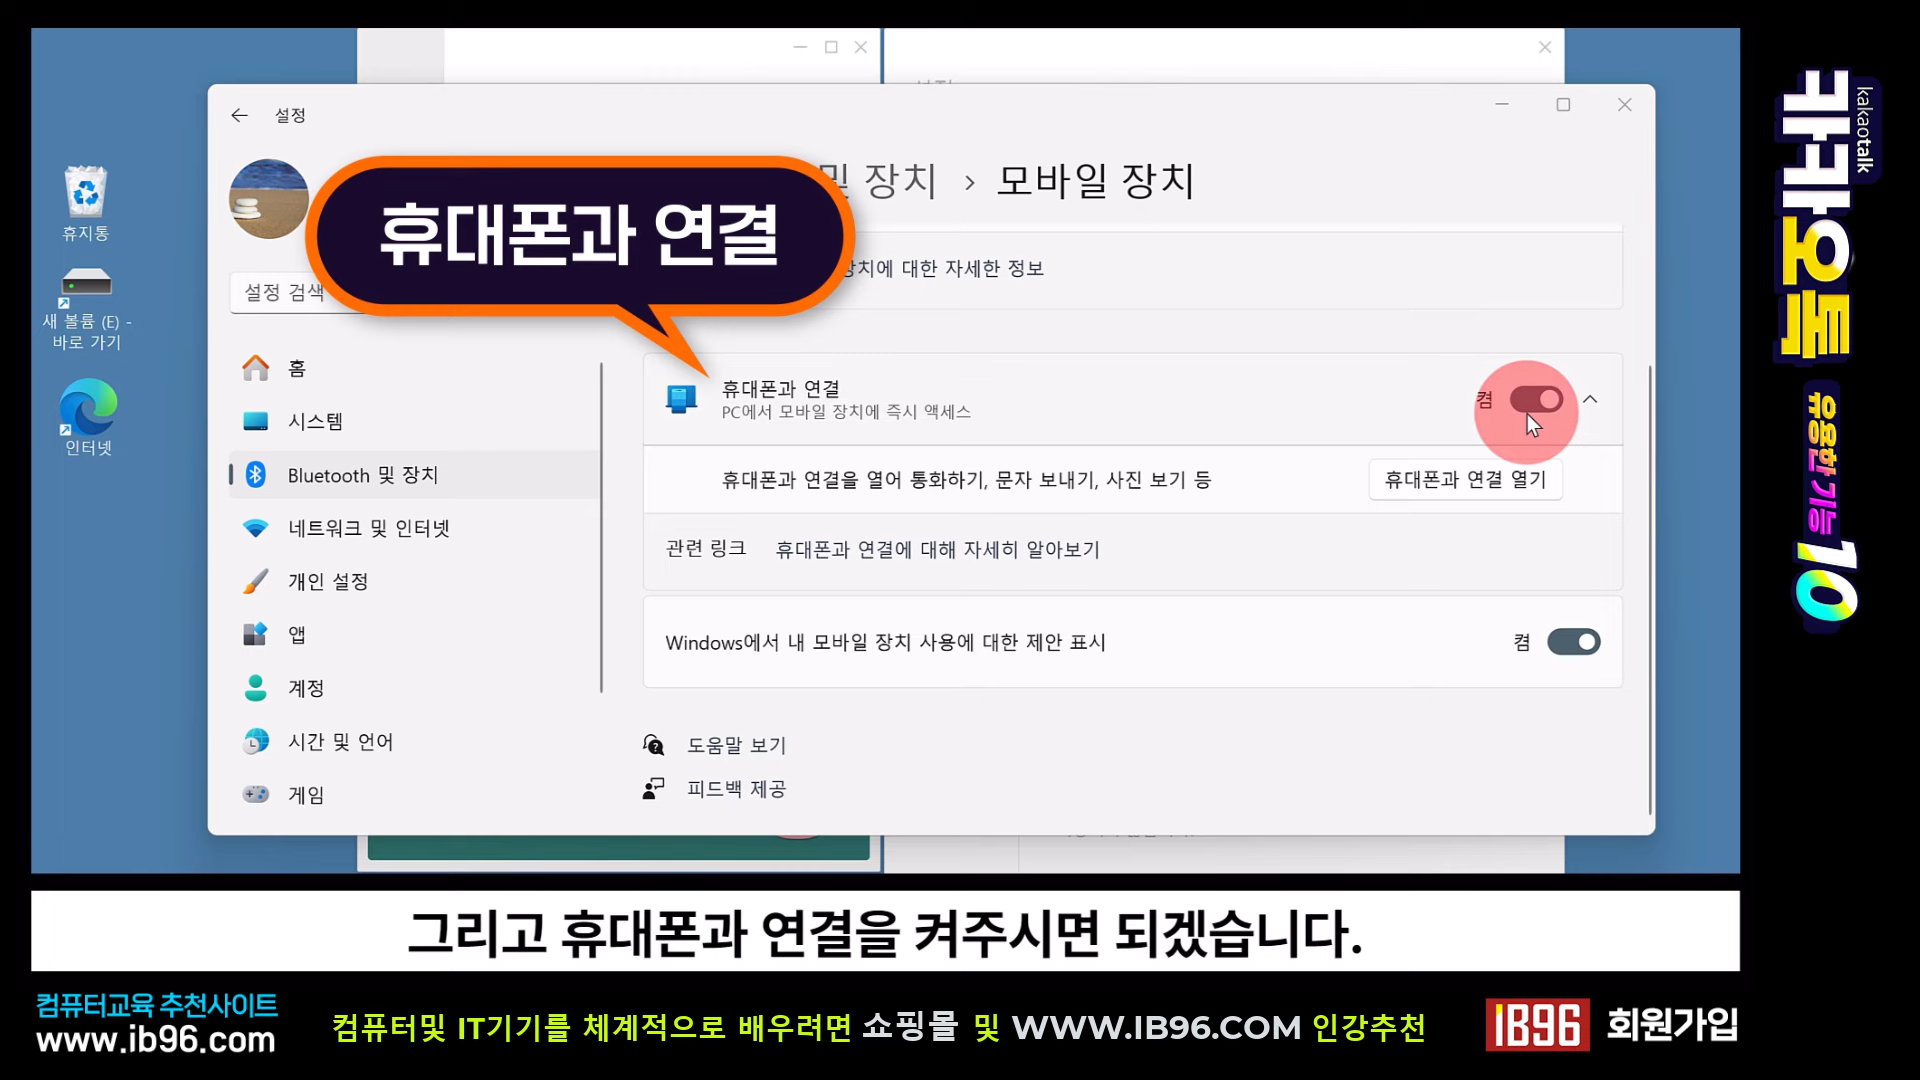 설정
휴대폰과 연결
및 장치 › 모바일 장치
휴지통
새 볼륨 (E) -
바로 가기
인터넷
설정 검색
장치에 대한 자세한 정보
홈
시스템
Bluetooth 및 장치
네트워크 및 인터넷
개인 설정
앱
계정
시간 및 언어
게임
휴대폰과 연결
PC에서 모바일 장치에 즉시 액세스
켬
휴대폰과 연결을 열어 통화하기, 문자 보내기, 사진 보기 등
휴대폰과 연결 열기
관련 링크 휴대폰과 연결에 대해 자세히 알아보기
Windows에서 내 모바일 장치 사용에 대한 제안 표시
켬
도움말 보기
피드백 제공
kakaotalk
카카오톡
유용한 기능
10
그리고 휴대폰과 연결을 켜주시면 되겠습니다.
컴퓨터교육 추천사이트
www.ib96.com
컴퓨터및 IT기기를 체계적으로 배우려면 쇼핑몰 및 WWW.IB96.COM 인강추천
IB96 회원가입